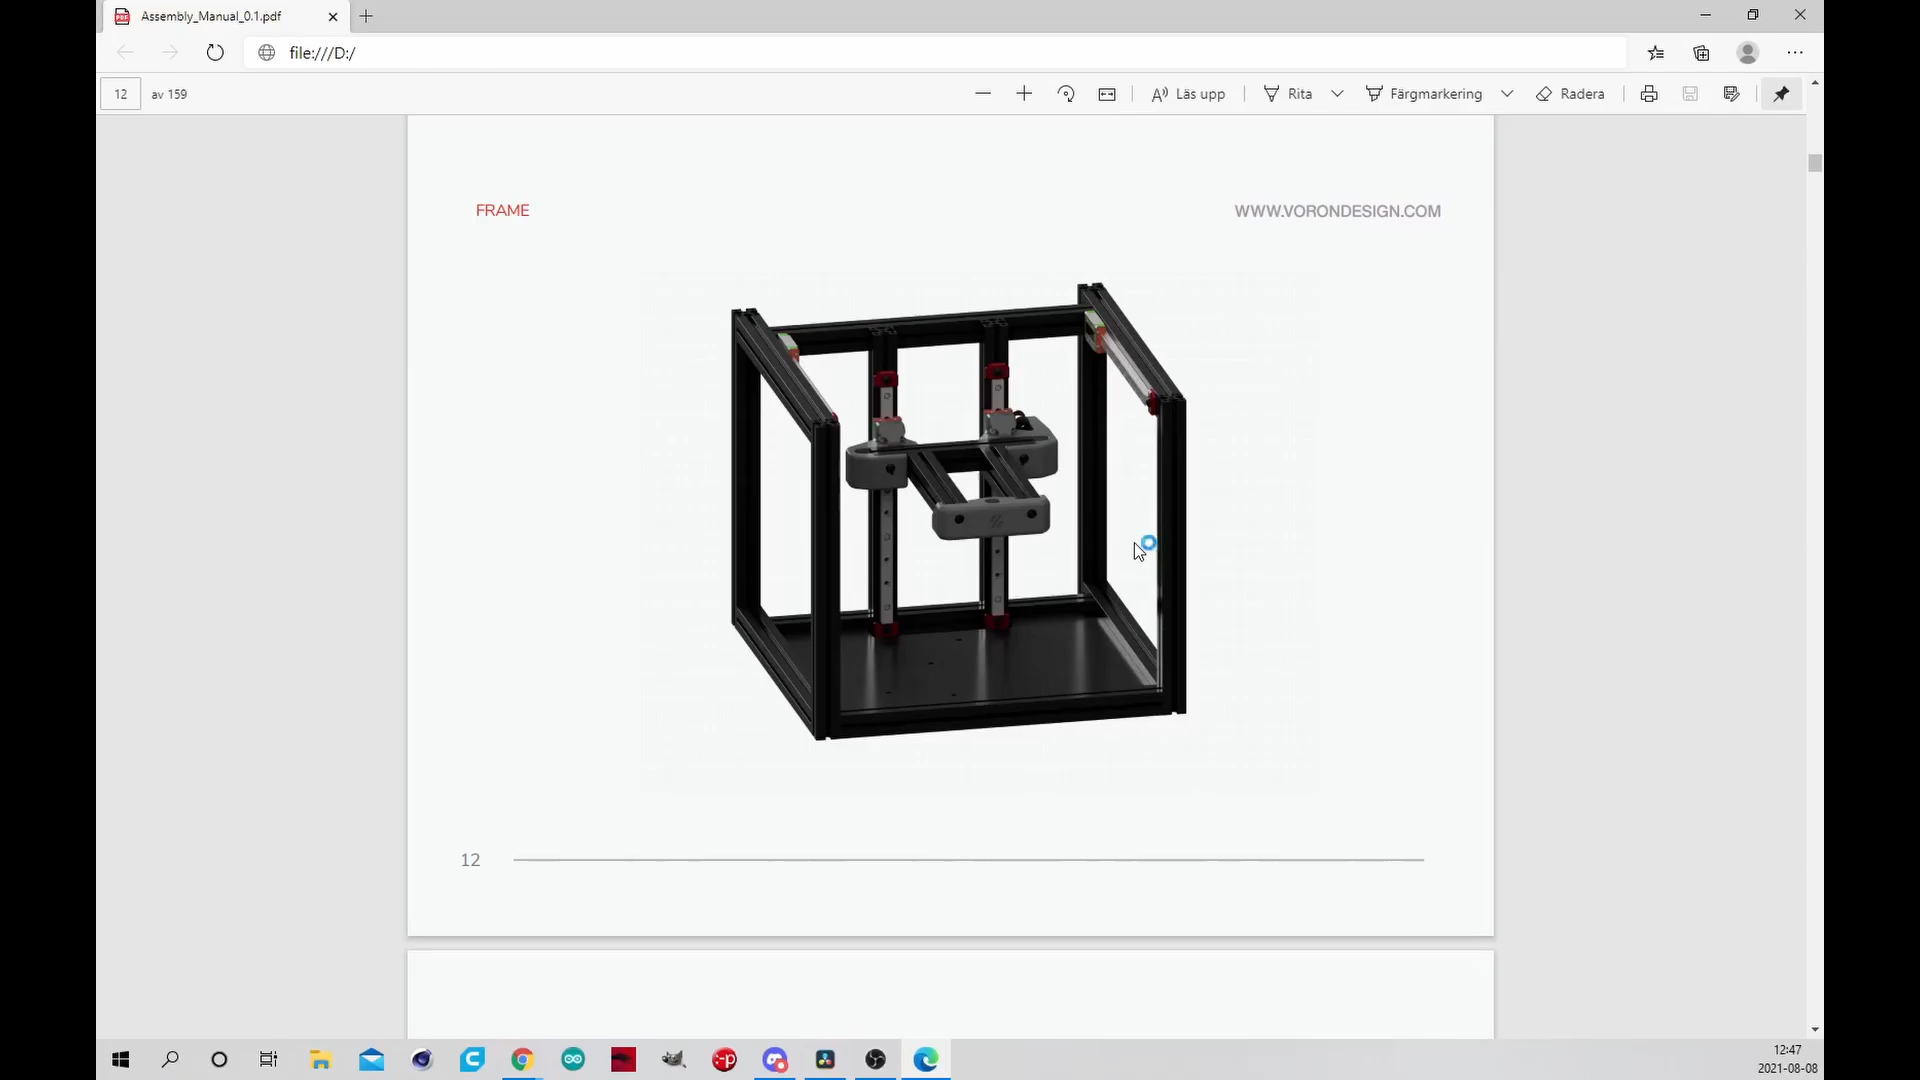 Assembly_Manual_0.1.pdf
file:///D:/
12 av 159
Läs upp
Rita
Färgmarkering
Radera
FRAME
WWW.VORONDESIGN.COM
12
12:47
2021-08-08